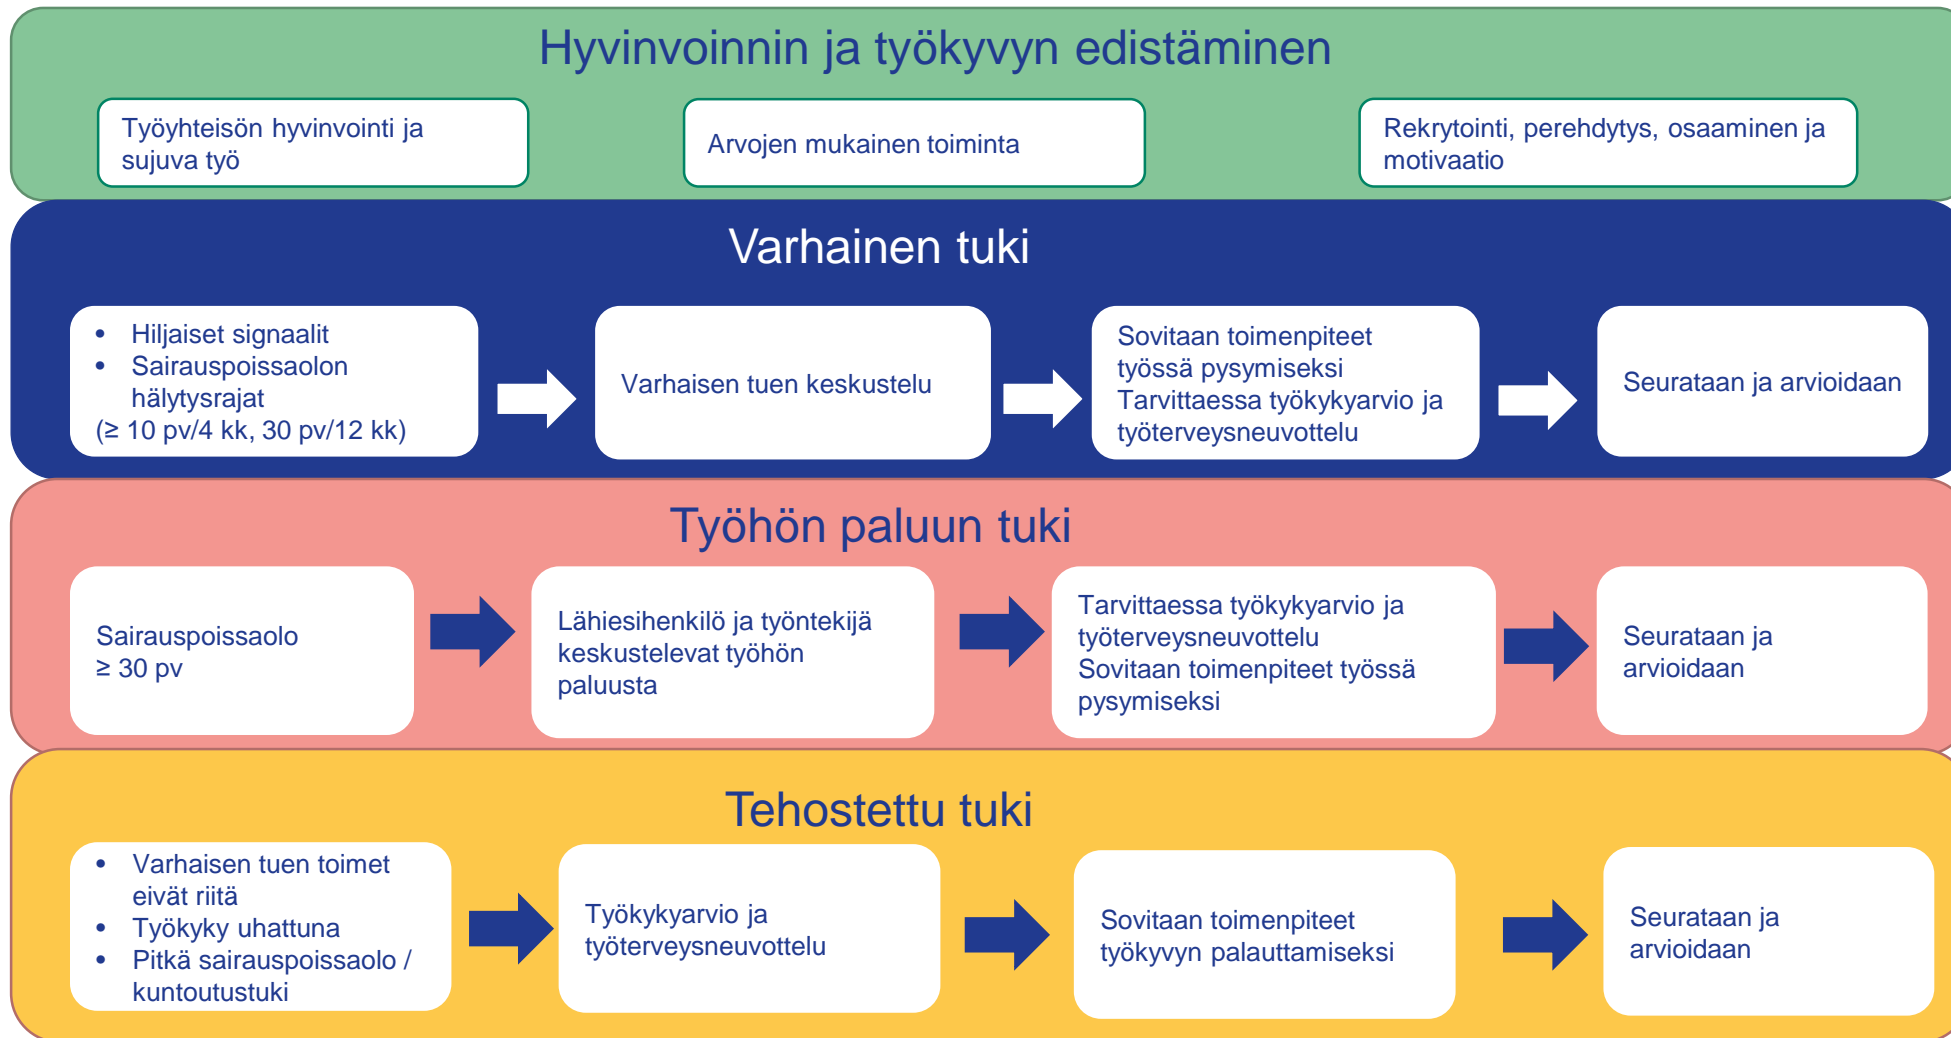 Hyvinvoinnin ja työkyvyn edistäminen
Työyhteisön hyvinvointi ja
sujuva työ
Arvojen mukainen toiminta
Rekrytointi, perehdytys, osaaminen ja
motivaatio
Varhainen tuki
• Hiljaiset signaalit
• Sairauspoissaolon
hälytysrajat
(≥ 10 pv/4 kk, 30 pv/12 kk)
Varhaisen tuen keskustelu
Sovitaan toimenpiteet
työssä pysymiseksi
Tarvittaessa työkykyarvio ja
työterveysneuvottelu
Seurataan ja arvioidaan
Työhön paluun tuki
Sairauspoissaolo
≥ 30 pv
Lähiesihenkilö ja työntekijä
keskustelevat työhön
paluusta
Tarvittaessa työkykyarvio ja
työterveysneuvottelu
Sovitaan toimenpiteet työssä
pysymiseksi
Seurataan ja
arvioidaan
Tehostettu tuki
• Varhaisen tuen toimet
eivät riitä
• Työkyky uhattuna
• Pitkä sairauspoissaolo /
kuntoutustuki
Työkykyarvio ja
työterveysneuvottelu
Sovitaan toimenpiteet
työkyvyn palauttamiseksi
Seurataan ja
arvioidaan